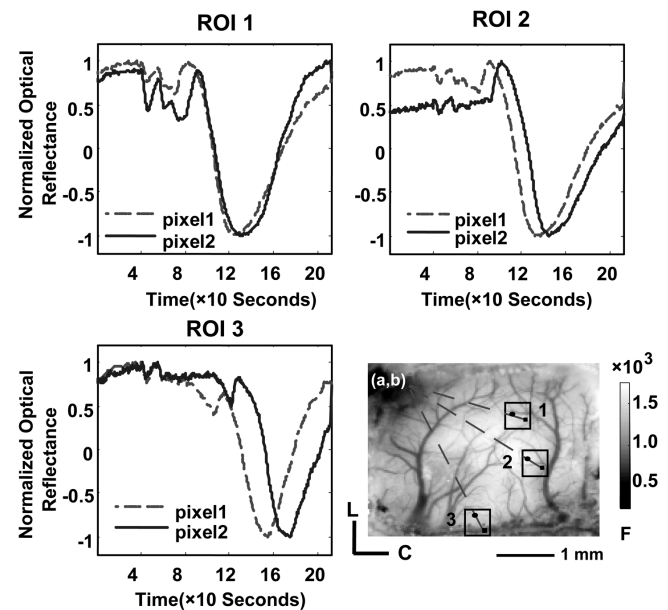 ROI 1
Normalized Optical
Reflectance
1
0.5
0
-0.5
-1
pixel1
pixel2
4 8 12 16 20
Time(×10 Seconds)
ROI 2
1
0.5
0
-0.5
-1
pixel1
pixel2
4 8 12 16 20
Time(×10 Seconds)
ROI 3
Normalized Optical
Reflectance
1
0.5
0
-0.5
-1
pixel1
pixel2
4 8 12 16 20
Time(×10 Seconds)
(a,b)
1
2
3
×10³
1.5
1.0
0.5
F
L
C
1 mm